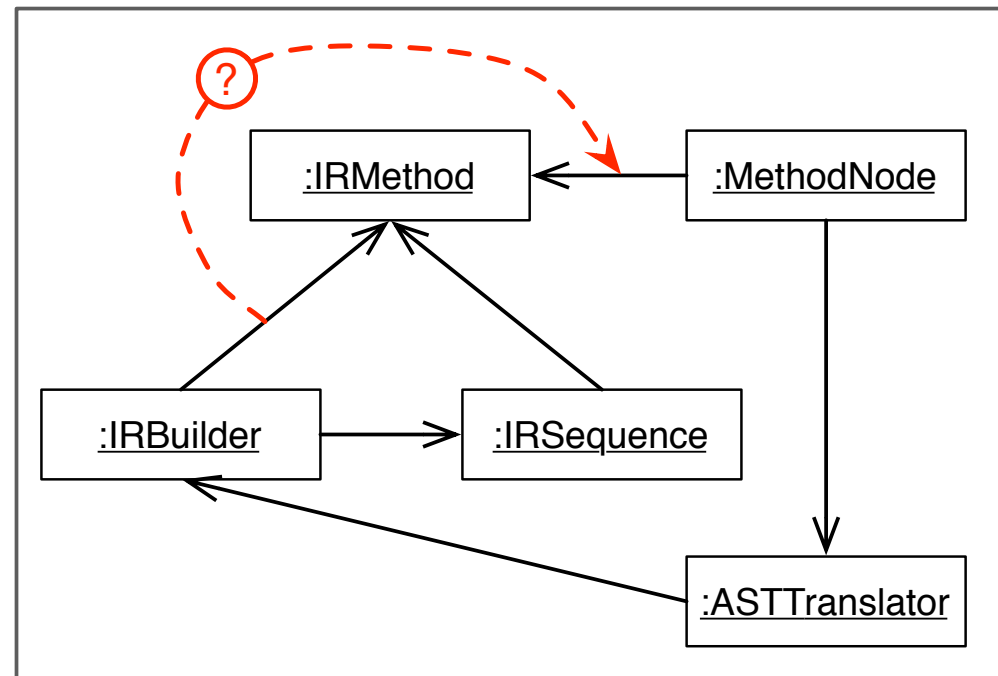 ?
:IRMethod
:MethodNode
:IRBuilder
:IRSequence
:ASTTranslator